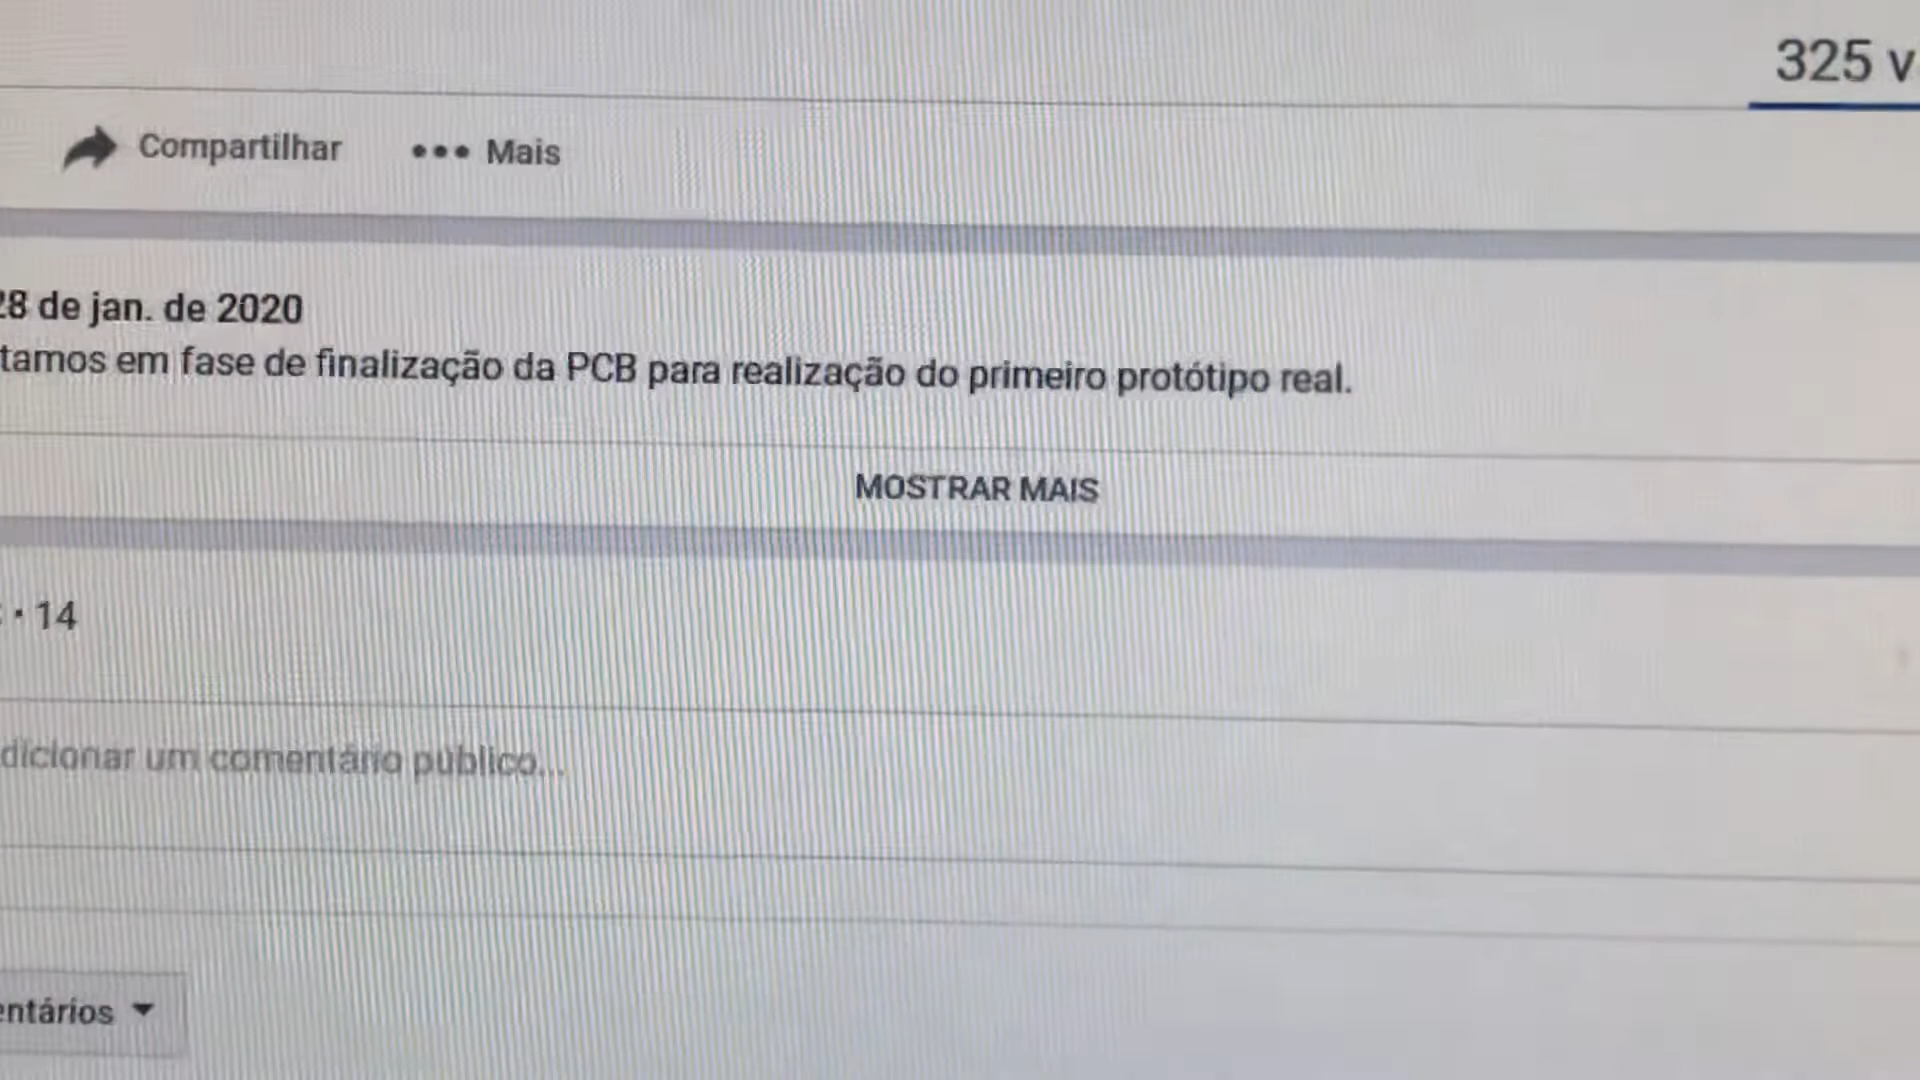 325 v
Compartilhar ••• Mais
28 de jan. de 2020
tamos em fase de finalização da PCB para realização do primeiro protótipo real.
MOSTRAR MAIS
· 14
dicionar um comentário público...
entários